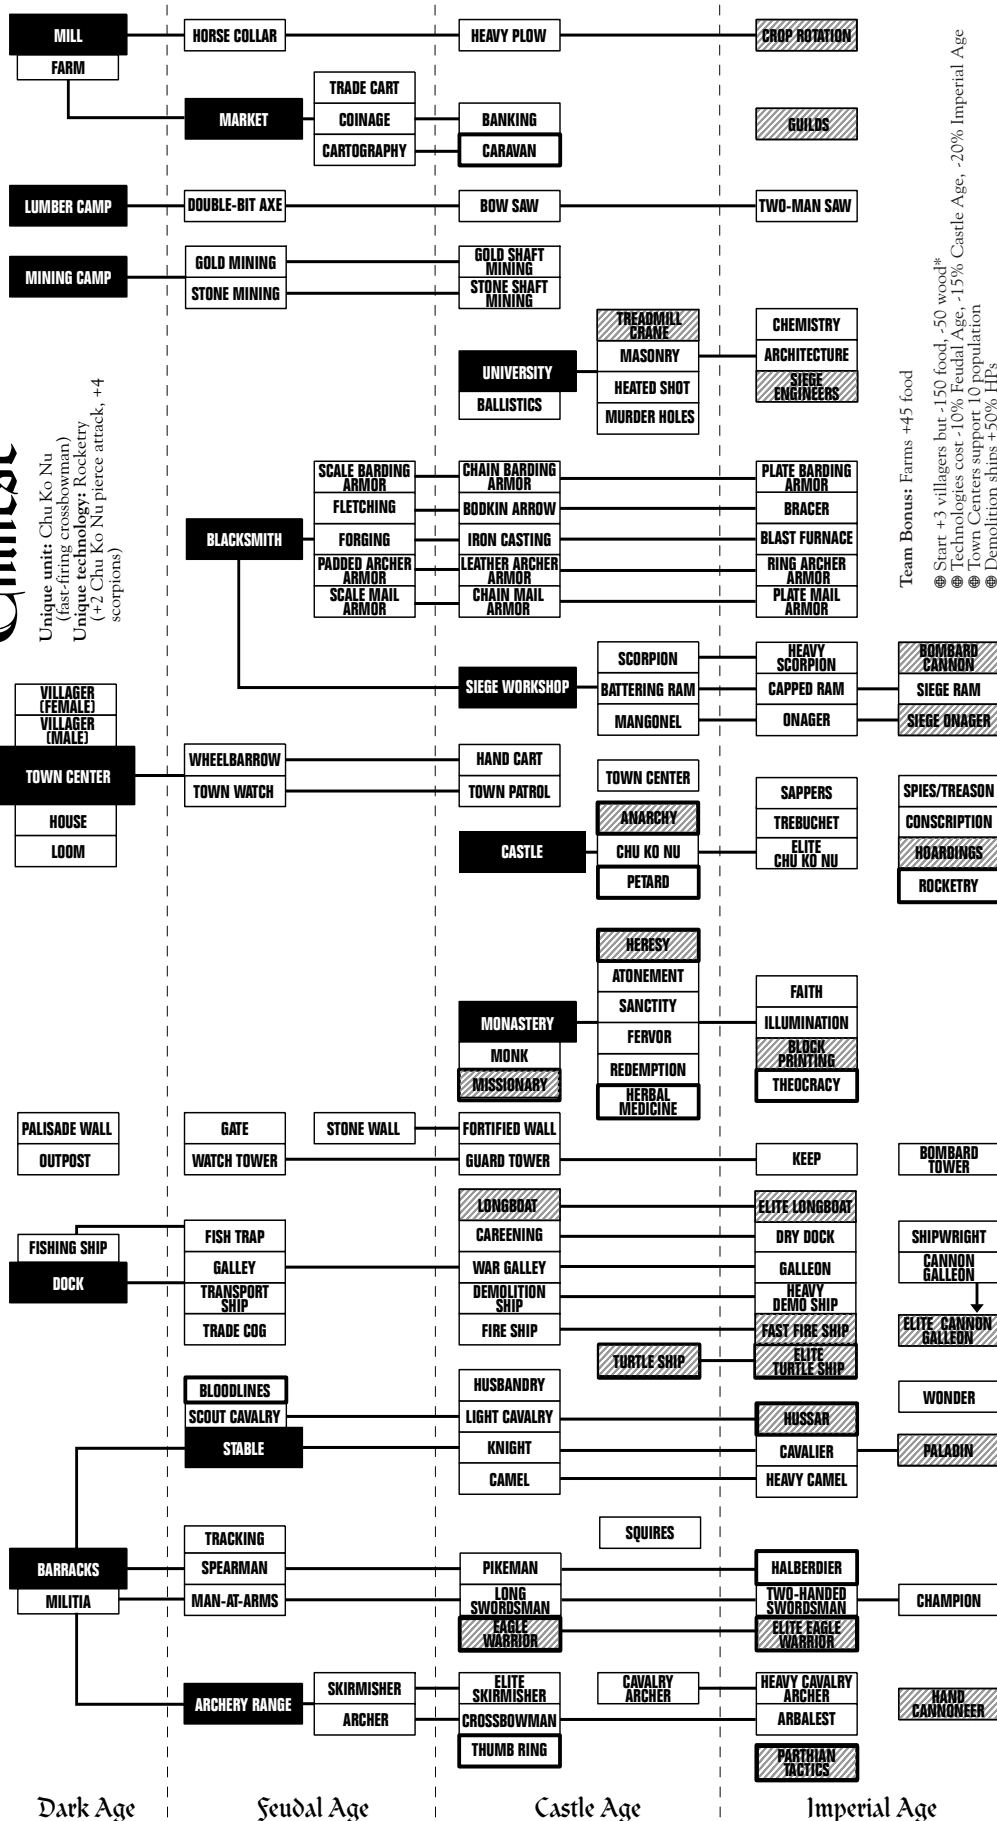 MILL
FARM
HORSE COLLAR
HEAVY PLOW
CROP ROTATION
MARKET
TRADE CART
COINAGE
CARTOGRAPHY
BANKING
CARAVAN
GUILDS
LUMBER CAMP
DOUBLE-BIT AXE
BOW SAW
TWO-MAN SAW
MINING CAMP
GOLD MINING
STONE MINING
GOLD SHAFT
MINING
STONE SHAFT
MINING
UNIVERSITY
BALLISTICS
TREADMILL
CRANE
MASONRY
HEATED SHOT
MURDER HOLES
CHEMISTRY
ARCHITECTURE
SIEGE
ENGINEERS
Unique unit: Chu Ko Nu
(fast-firing crossbowman)
Unique technology: Rocketry
(+2 Chu Ko Nu pierce attack, +4
scorpions)
Team Bonus: Farms +45 food
Start +3 villagers but -150 food, -50 wood*
Technologies cost -10% Feudal Age, -15% Castle Age, -20% Imperial Age
Town Centers support 10 population
Demolition ships +50% HPs
BLACKSMITH
SCALE BARDING
ARMOR
FLETCHING
FORGING
PADDED ARCHER
ARMOR
SCALE MAIL
ARMOR
CHAIN BARDING
ARMOR
BODKIN ARROW
IRON CASTING
LEATHER ARCHER
ARMOR
CHAIN MAIL
ARMOR
PLATE BARDING
ARMOR
BRACER
BLAST FURNACE
RING ARCHER
ARMOR
PLATE MAIL
ARMOR
SIEGE WORKSHOP
SCORPION
BATTERING RAM
MANGONEL
HEAVY
SCORPION
CAPPED RAM
ONAGER
BOMBARD
CANNON
SIEGE RAM
SIEGE ONAGER
VILLAGER
(FEMALE)
VILLAGER
(MALE)
TOWN CENTER
HOUSE
LOOM
WHEELBARROW
TOWN WATCH
HAND CART
TOWN PATROL
TOWN CENTER
CASTLE
ANARCHY
CHU KO NU
PETARD
SAPPERS
TREBUCHET
ELITE
CHU KO NU
SPIES/TREASON
CONSCRIPTION
HOARDINGS
ROCKETRY
MONASTERY
MONK
MISSIONARY
HERESY
ATONEMENT
SANCTITY
FERVOR
REDEMPTION
HERBAL
MEDICINE
FAITH
ILLUMINATION
BLOCK
PRINTING
THEOCRACY
PALISADE WALL
OUTPOST
GATE
WATCH TOWER
STONE WALL
FORTIFIED WALL
GUARD TOWER
KEEP
BOMBARD
TOWER
FISHING SHIP
DOCK
FISH TRAP
GALLEY
TRANSPORT
SHIP
TRADE COG
LONGBOAT
CAREENING
WAR GALLEY
DEMOLITION
SHIP
FIRE SHIP
TURTLE SHIP
ELITE LONGBOAT
DRY DOCK
GALLEON
HEAVY
DEMO SHIP
FAST FIRE SHIP
ELITE
TURTLE SHIP
SHIPWRIGHT
CANNON
GALLEON
ELITE CANNON
GALLEON
BLOODLINES
SCOUT CAVALRY
STABLE
HUSBANDRY
LIGHT CAVALRY
KNIGHT
CAMEL
HUSSAR
CAVALIER
HEAVY CAMEL
WONDER
PALADIN
BARRACKS
MILITIA
TRACKING
SPEARMAN
MAN-AT-ARMS
PIKEMAN
LONG
SWORDSMAN
EAGLE
WARRIOR
SQUIRES
HALBERDIER
TWO-HANDED
SWORDSMAN
ELITE EAGLE
WARRIOR
CHAMPION
ARCHERY RANGE
SKIRMISHER
ARCHER
ELITE
SKIRMISHER
CROSSBOWMAN
THUMB RING
CAVALRY
ARCHER
HEAVY CAVALRY
ARCHER
ARBALEST
PARTHIAN
TACTICS
HAND
CANNONEER
Dark Age
Feudal Age
Castle Age
Imperial Age